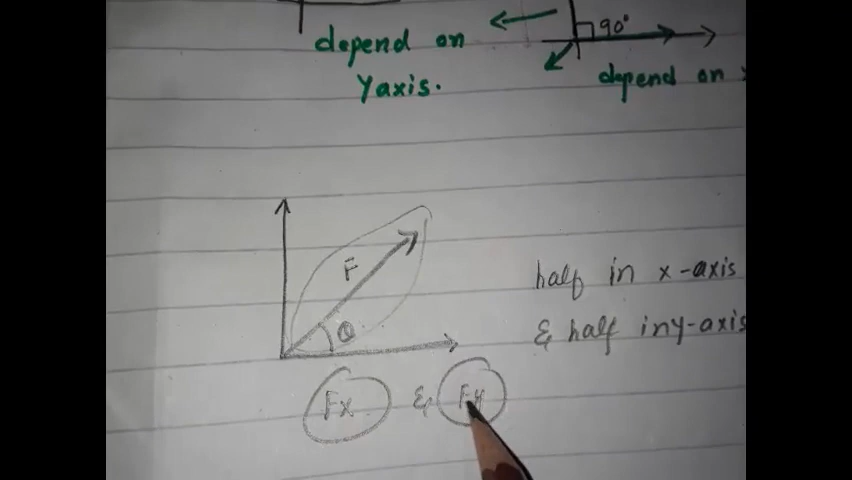 depend on
Yaxis.
90°
depend on
F
θ
half in x-axis
& half in y-axis
Fx & Fy